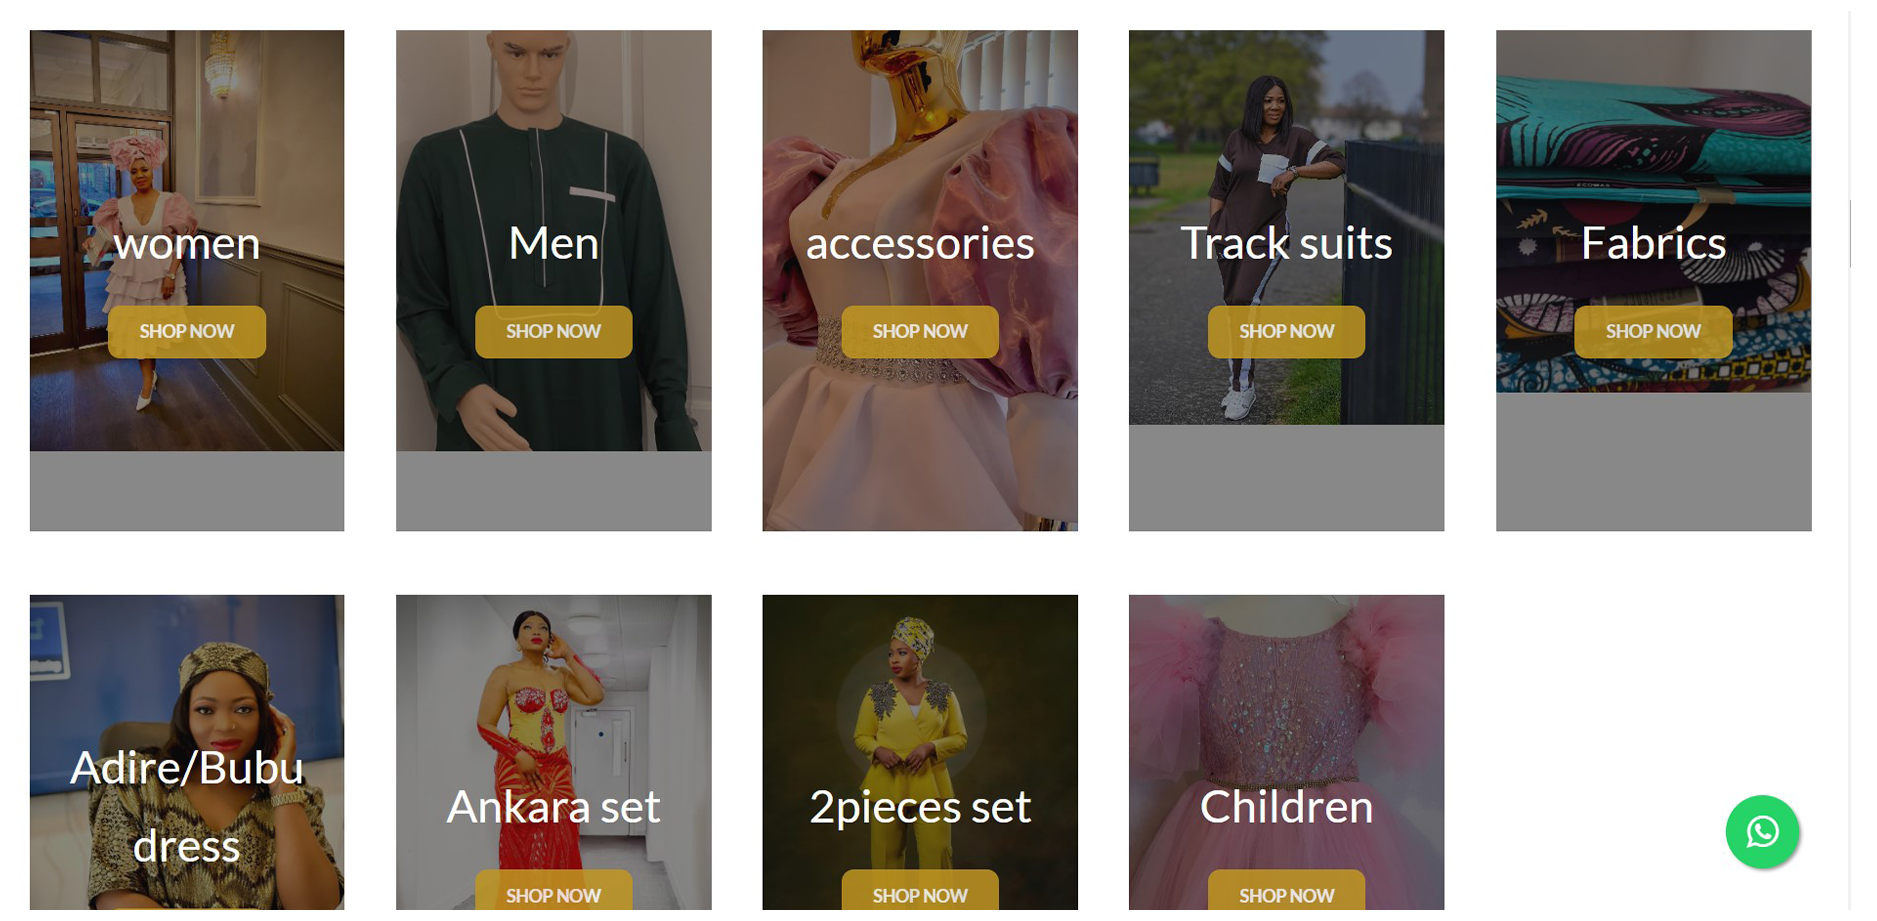 women
SHOP NOW
Men
SHOP NOW
accessories
SHOP NOW
Track suits
SHOP NOW
Fabrics
SHOP NOW
Adire/Bubu
dress
Ankara set
SHOP NOW
2pieces set
SHOP NOW
Children
SHOP NOW